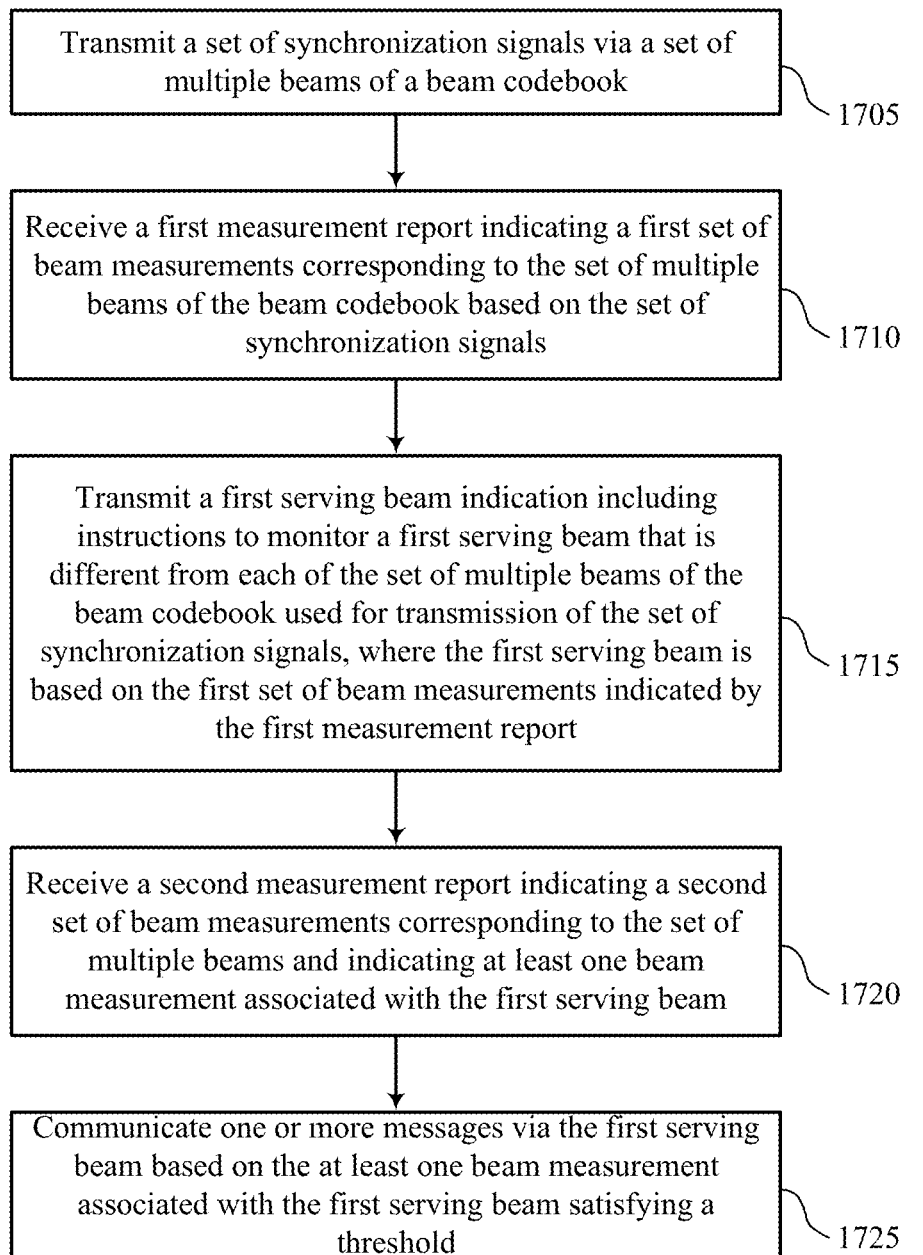 Transmit a set of synchronization signals via a set of
multiple beams of a beam codebook
1705
Receive a first measurement report indicating a first set of
beam measurements corresponding to the set of multiple
beams of the beam codebook based on the set of
synchronization signals
1710
Transmit a first serving beam indication including
instructions to monitor a first serving beam that is
different from each of the set of multiple beams of the
beam codebook used for transmission of the set of
synchronization signals, where the first serving beam is
based on the first set of beam measurements indicated by
the first measurement report
1715
Receive a second measurement report indicating a second
set of beam measurements corresponding to the set of
multiple beams and indicating at least one beam
measurement associated with the first serving beam
1720
Communicate one or more messages via the first serving
beam based on the at least one beam measurement
associated with the first serving beam satisfying a
threshold
1725